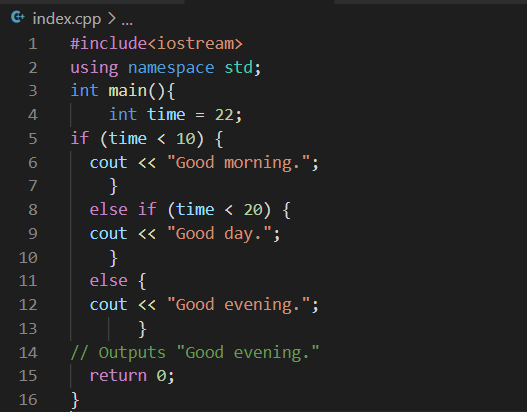 index.cpp > ...
1 #include<iostream>
2 using namespace std;
3 int main(){
4     int time = 22;
5 if (time < 10) {
6   cout << "Good morning.";
7     }
8   else if (time < 20) {
9   cout << "Good day.";
10     }
11   else {
12   cout << "Good evening.";
13        }
14 // Outputs "Good evening."
15   return 0;
16 }